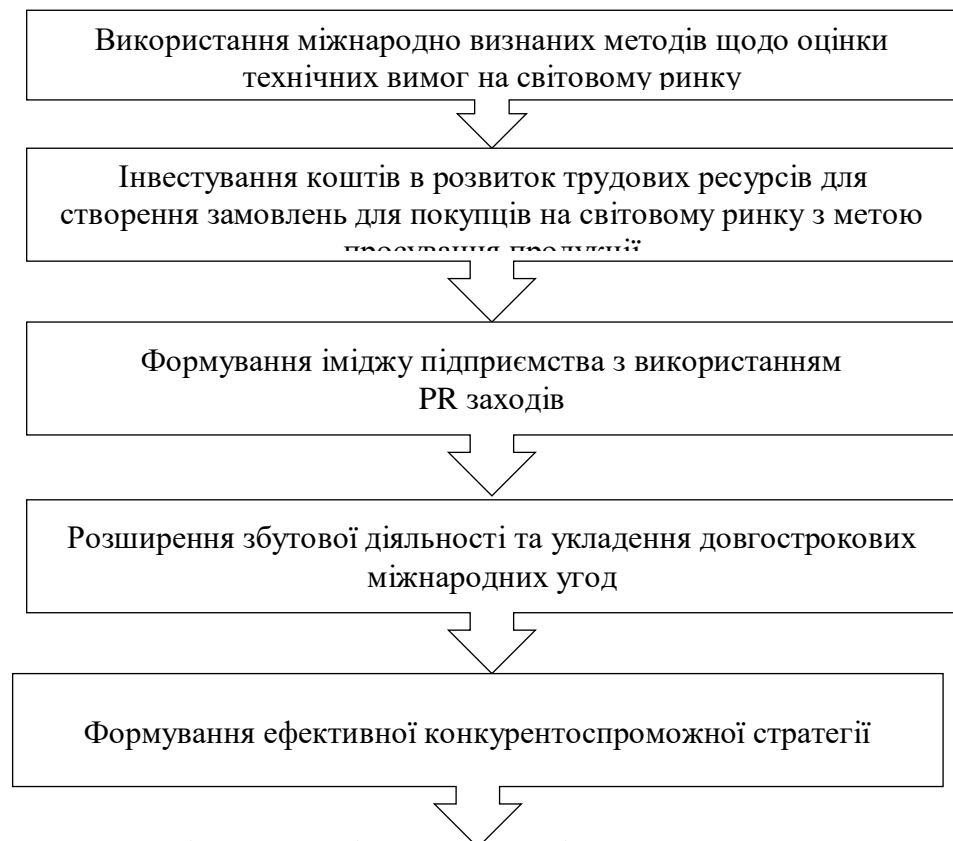 Використання міжнародно визнаних методів щодо оцінки
технічних вимог на світовому ринку
Інвестування коштів в розвиток трудових ресурсів для
створення замовлень для покупців на світовому ринку з метою
просування продукції
Формування іміджу підприємства з використанням
PR заходів
Розширення збутової діяльності та укладення довгострокових
міжнародних угод
Формування ефективної конкурентоспроможної стратегії